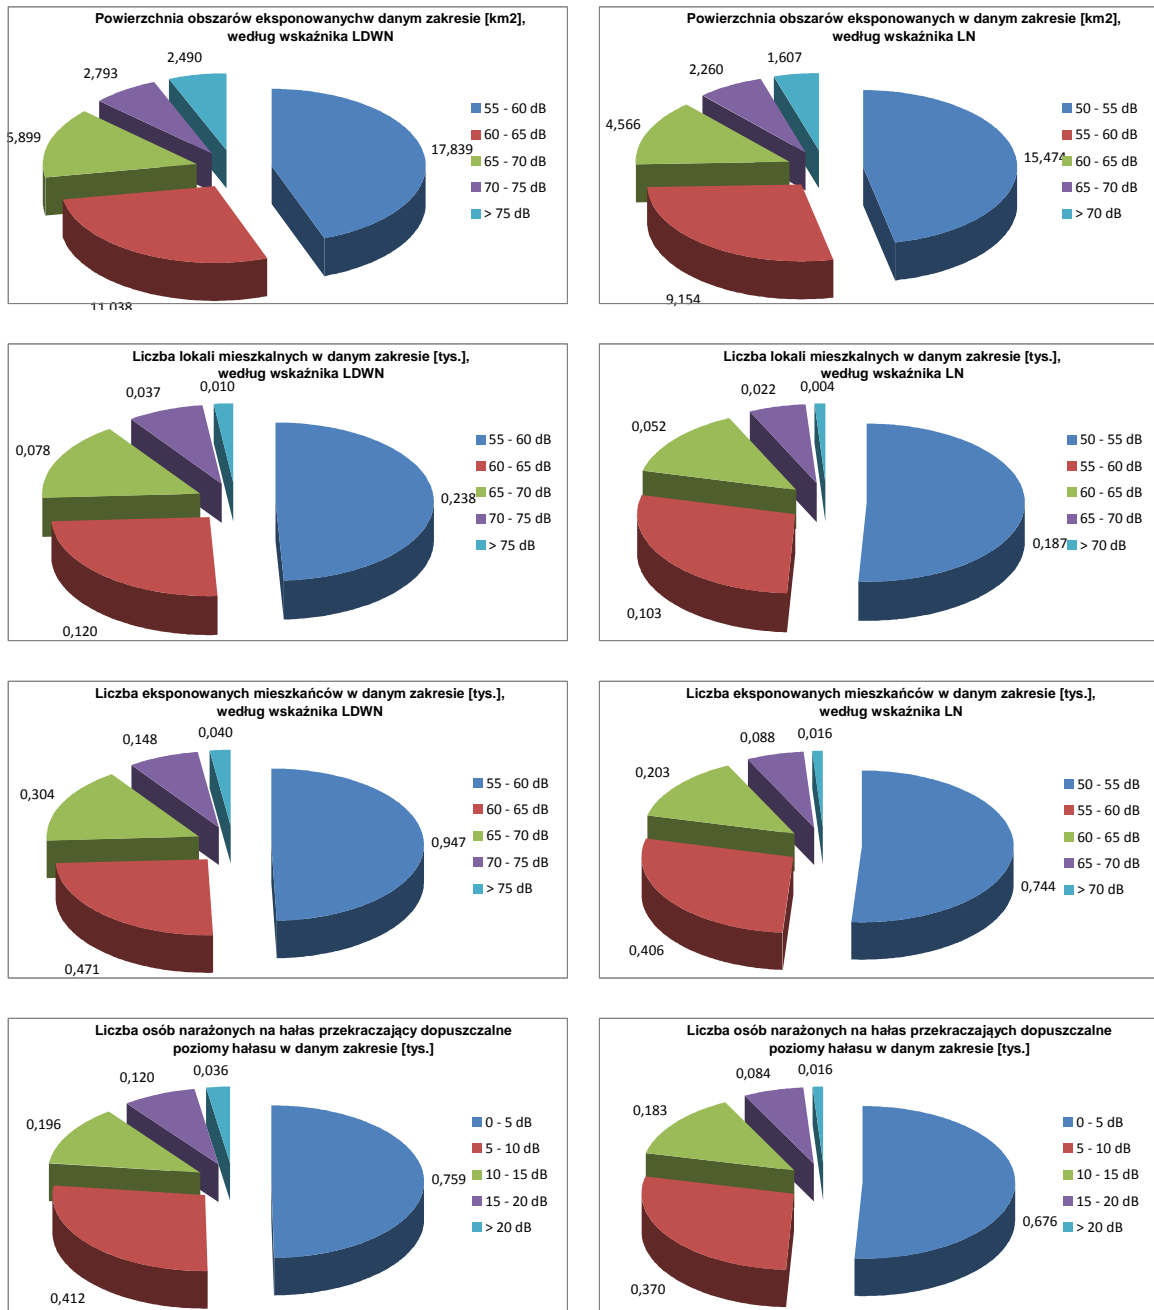 Powierzchnia obszarów eksponowanychw danym zakresie [km2],
według wskaźnika LDWN
2,490
2,793
5,899
17,839
11,038
55 - 60 dB
60 - 65 dB
65 - 70 dB
70 - 75 dB
> 75 dB
Powierzchnia obszarów eksponowanych w danym zakresie [km2],
według wskaźnika LN
1,607
2,260
4,566
15,474
9,154
50 - 55 dB
55 - 60 dB
60 - 65 dB
65 - 70 dB
> 70 dB
Liczba lokali mieszkalnych w danym zakresie [tys.],
według wskaźnika LDWN
0,010
0,037
0,078
0,238
0,120
55 - 60 dB
60 - 65 dB
65 - 70 dB
70 - 75 dB
> 75 dB
Liczba lokali mieszkalnych w danym zakresie [tys.],
według wskaźnika LN
0,004
0,022
0,052
0,187
0,103
50 - 55 dB
55 - 60 dB
60 - 65 dB
65 - 70 dB
> 70 dB
Liczba eksponowanych mieszkańców w danym zakresie [tys.],
według wskaźnika LDWN
0,040
0,148
0,304
0,947
0,471
55 - 60 dB
60 - 65 dB
65 - 70 dB
70 - 75 dB
> 75 dB
Liczba eksponowanych mieszkańców w danym zakresie [tys.],
według wskaźnika LN
0,016
0,088
0,203
0,744
0,406
50 - 55 dB
55 - 60 dB
60 - 65 dB
65 - 70 dB
> 70 dB
Liczba osób narażonych na hałas przekraczający dopuszczalne
poziomy hałasu w danym zakresie [tys.]
0,036
0,120
0,196
0,759
0,412
0 - 5 dB
5 - 10 dB
10 - 15 dB
15 - 20 dB
> 20 dB
Liczba osób narażonych na hałas przekraczających dopuszczalne
poziomy hałasu w danym zakresie [tys.]
0,016
0,084
0,183
0,676
0,370
0 - 5 dB
5 - 10 dB
10 - 15 dB
15 - 20 dB
> 20 dB